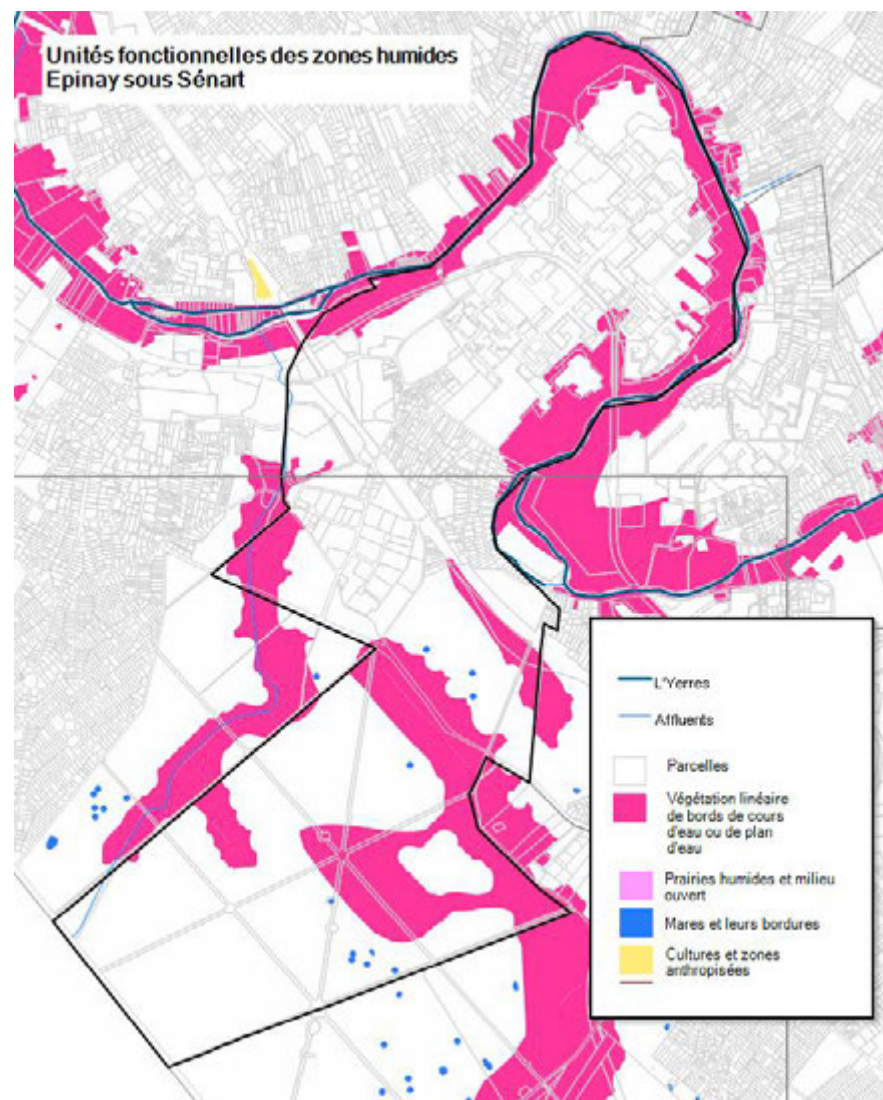 Unités fonctionnelles des zones humides
Epinay sous Sénart
L'Yerres
Affluents
Parcelles
Végétation linéaire
de bords de cours
d'eau ou de plan
d'eau
Prairies humides et milieu
ouvert
Mares et leurs bordures
Cultures et zones
anthropisées